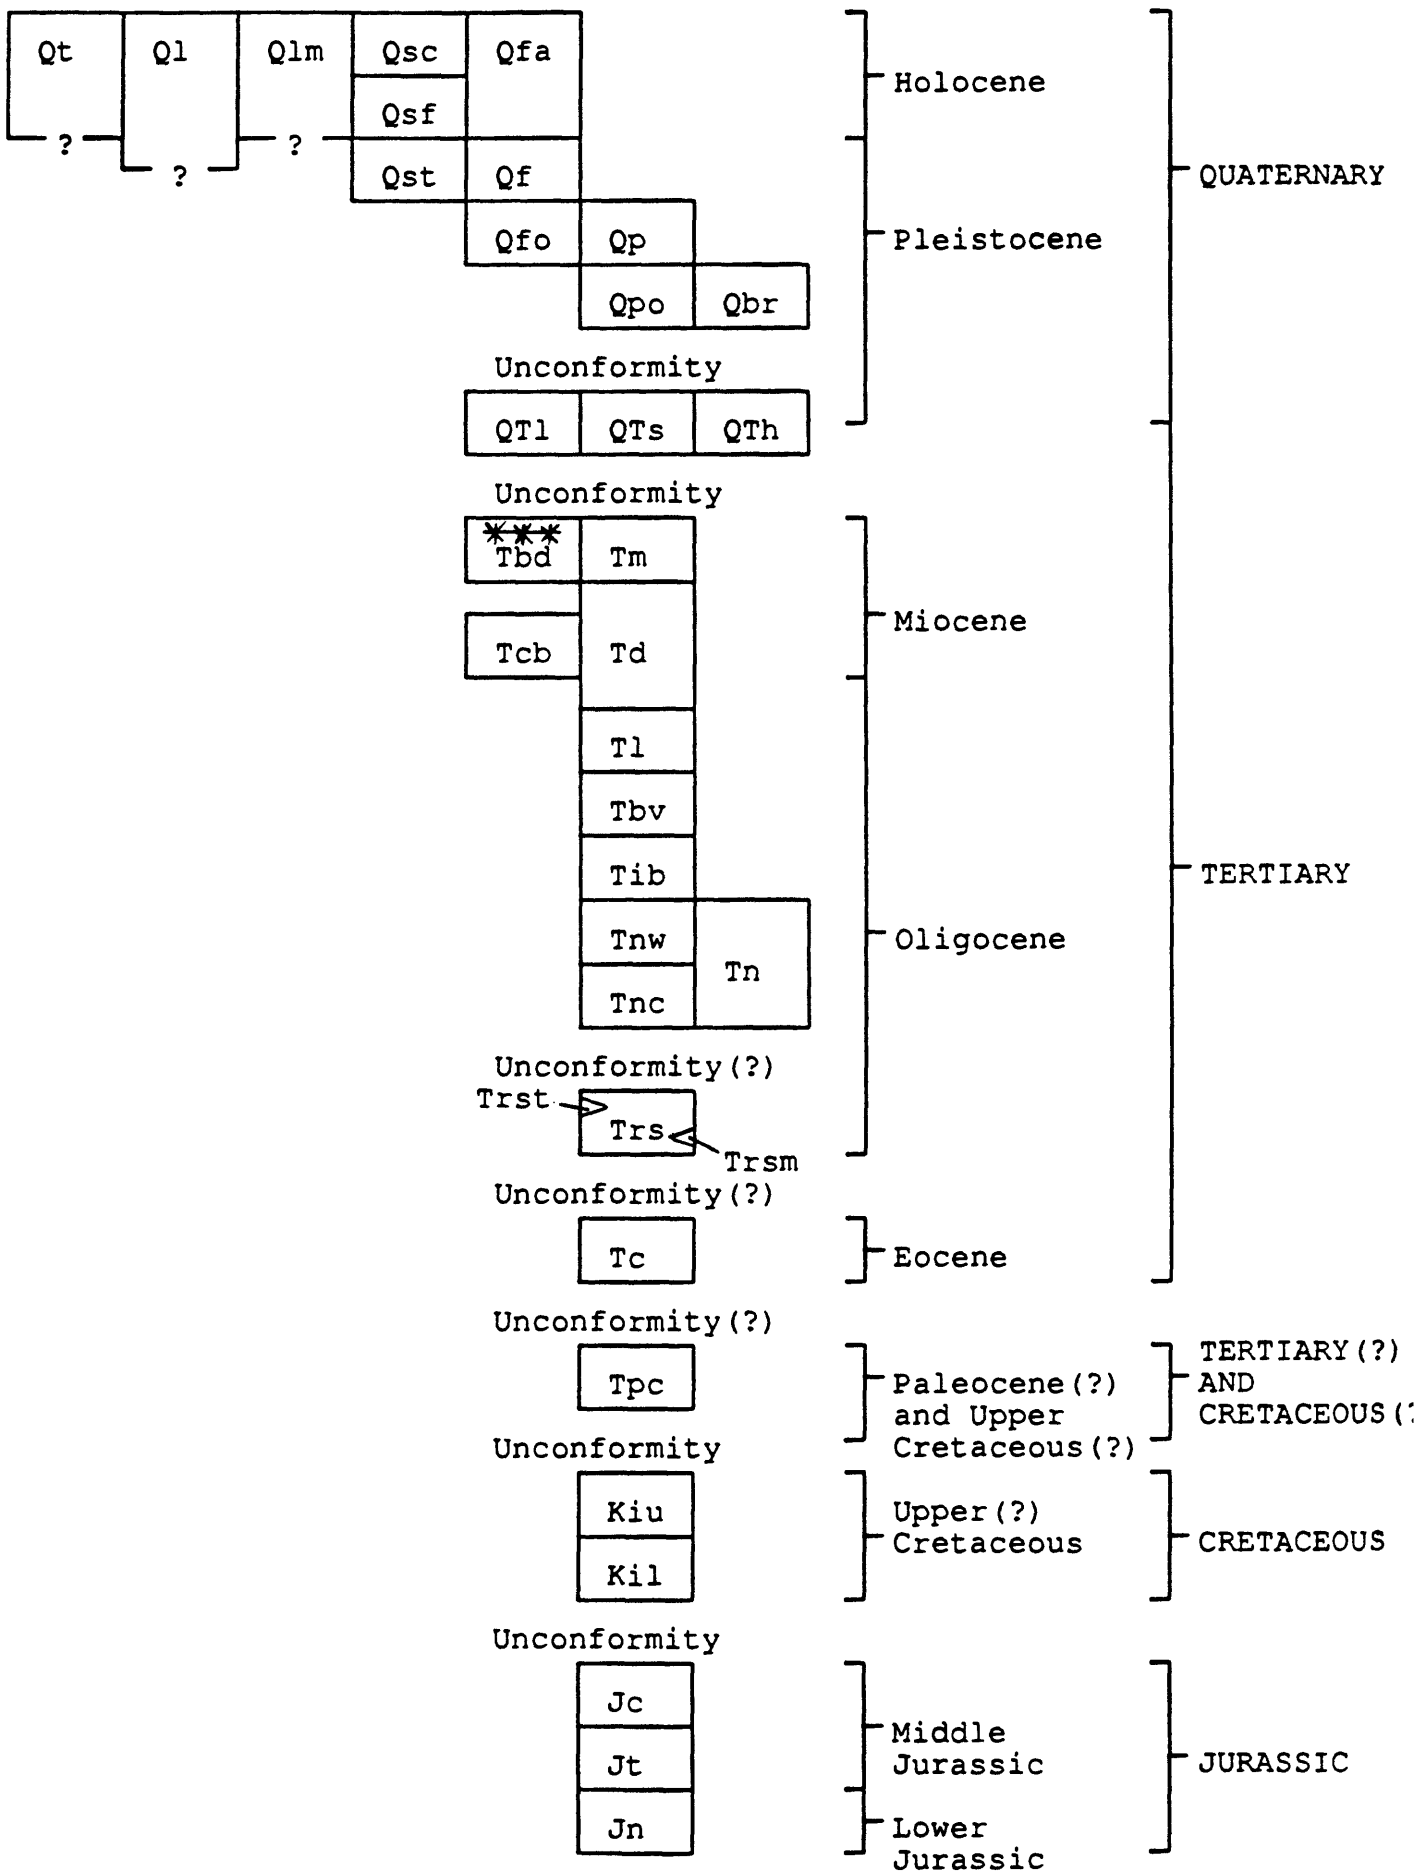 Qt Ql Qlm Qsc Qfa
Holocene
Qsf
? ? ?
Qst Qf
QUATERNARY
Qfo Qp
Pleistocene
Qpo Qbr
Unconformity
QTl QTs QTh
Unconformity
Tbd Tm
Miocene
Tcb Td
Tl
Tbv
Tib
TERTIARY
Tnw
Oligocene
Tn
Tnc
Unconformity(?)
Trst
Trs
Trsm
Unconformity(?)
Tc
Eocene
Unconformity(?)
Tpc
Paleocene(?)
and Upper
Cretaceous(?)
TERTIARY(?)
AND
CRETACEOUS(?
Unconformity
Kiu
Kil
Upper(?)
Cretaceous
CRETACEOUS
Unconformity
Jc
Jt
Middle
Jurassic
JURASSIC
Jn
Lower
Jurassic